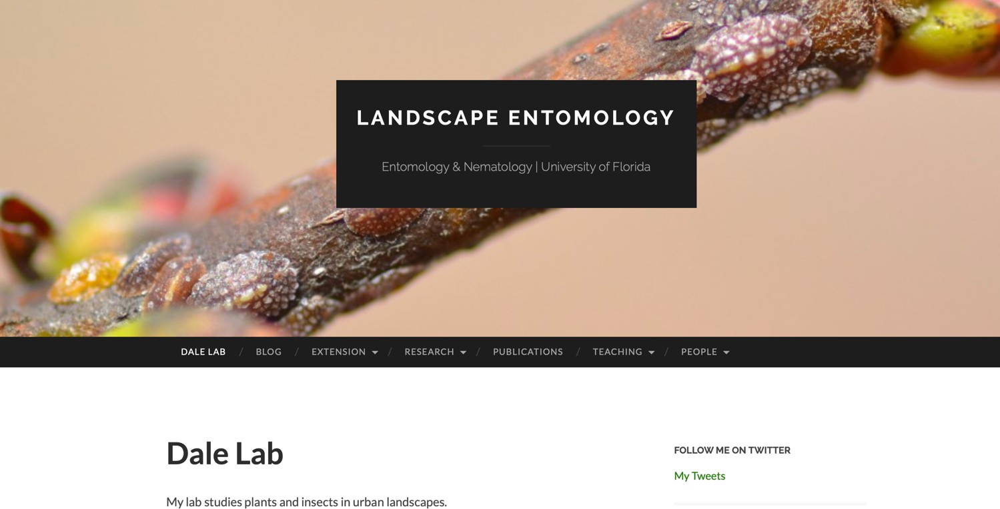 LANDSCAPE ENTOMOLOGY
Entomology & Nematology | University of Florida
DALE LAB / BLOG / EXTENSION / RESEARCH / PUBLICATIONS / TEACHING / PEOPLE
Dale Lab
My lab studies plants and insects in urban landscapes.
FOLLOW ME ON TWITTER
My Tweets